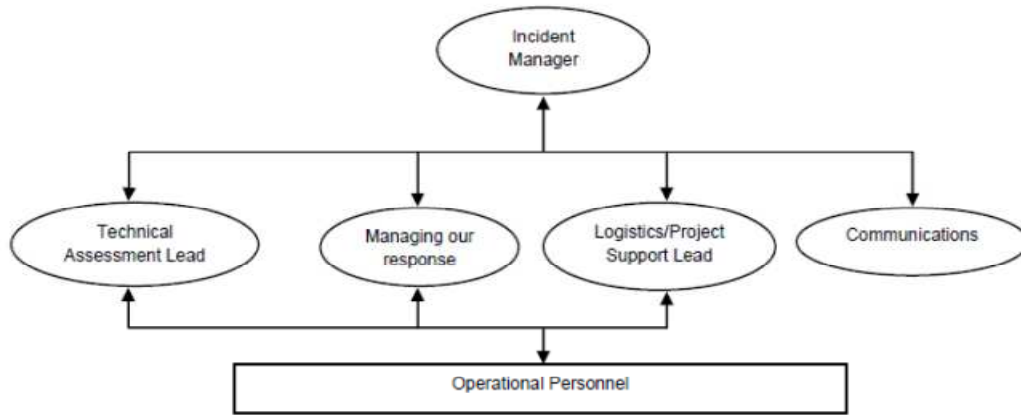 Incident
Manager
Technical
Assessment Lead
Managing our
response
Logistics/Project
Support Lead
Communications
Operational Personnel